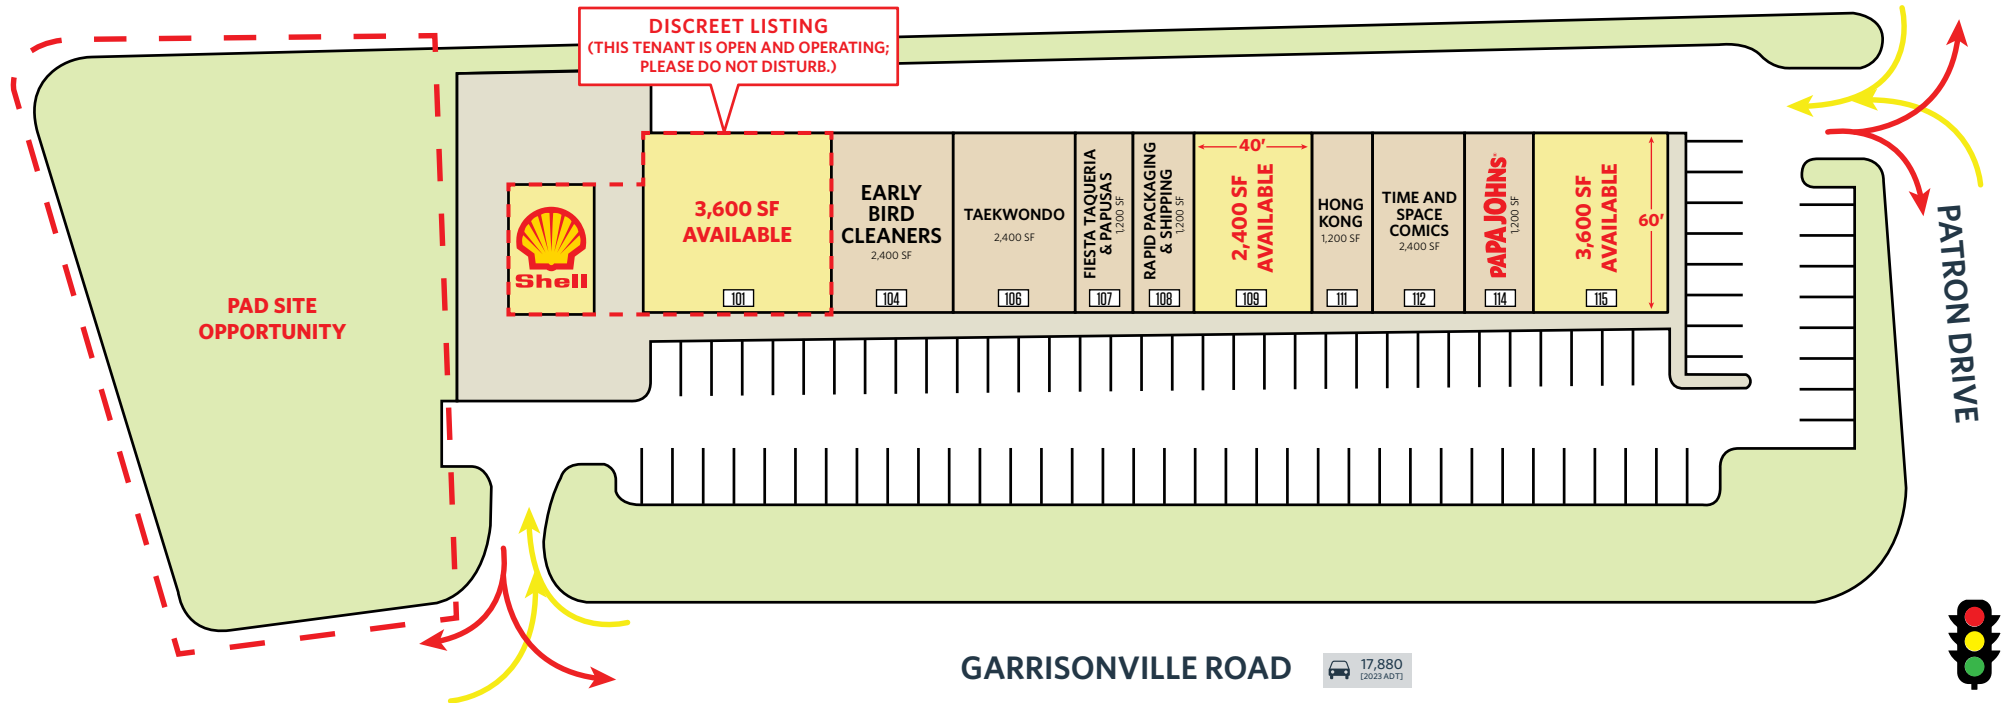 DISCREET LISTING
(THIS TENANT IS OPEN AND OPERATING;
PLEASE DO NOT DISTURB.)
PAD SITE
OPPORTUNITY
Shell
3,600 SF
AVAILABLE
101
EARLY
BIRD
CLEANERS
2,400 SF
104
TAEKWONDO
2,400 SF
106
FIESTA TAQUERIA
& PAPUSAS
1,200 SF
107
RAPID PACKAGING
& SHIPPING
1,200 SF
108
40'
2,400 SF
AVAILABLE
109
HONG
KONG
1,200 SF
111
TIME AND
SPACE
COMICS
2,400 SF
112
PAPA JOHNS
1,200 SF
114
3,600 SF
AVAILABLE
60'
115
PATRON DRIVE
GARRISONVILLE ROAD
17,880
[2023 ADT]